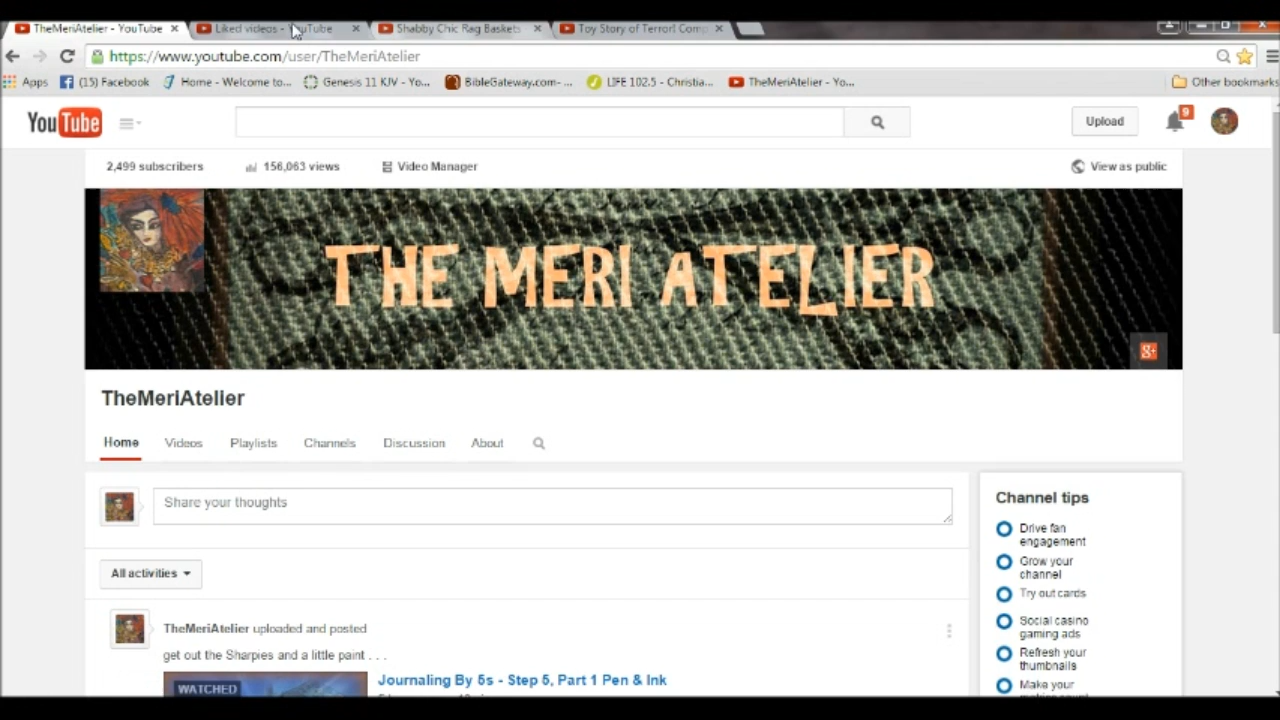 TheMeriAtelier - YouTube
Liked videos - YouTube
Shabby Chic Rag Baskets
Toy Story of Terror! Comp
https://www.youtube.com/user/TheMeriAtelier
Apps
(15) Facebook
Home - Welcome to...
Genesis 11 KJV - Yo...
BibleGateway.com- ...
LIFE 102.5 - Christia...
TheMeriAtelier - Yo...
Other bookmarks
YouTube
Upload
9
2,499 subscribers
156,063 views
Video Manager
View as public
THE MERI ATELIER
g+
TheMeriAtelier
Home
Videos
Playlists
Channels
Discussion
About
Share your thoughts
All activities
TheMeriAtelier uploaded and posted
get out the Sharpies and a little paint . . .
WATCHED
Journaling By 5s - Step 5, Part 1 Pen & Ink
Channel tips
Drive fan
engagement
Grow your
channel
Try out cards
Social casino
gaming ads
Refresh your
thumbnails
Make your